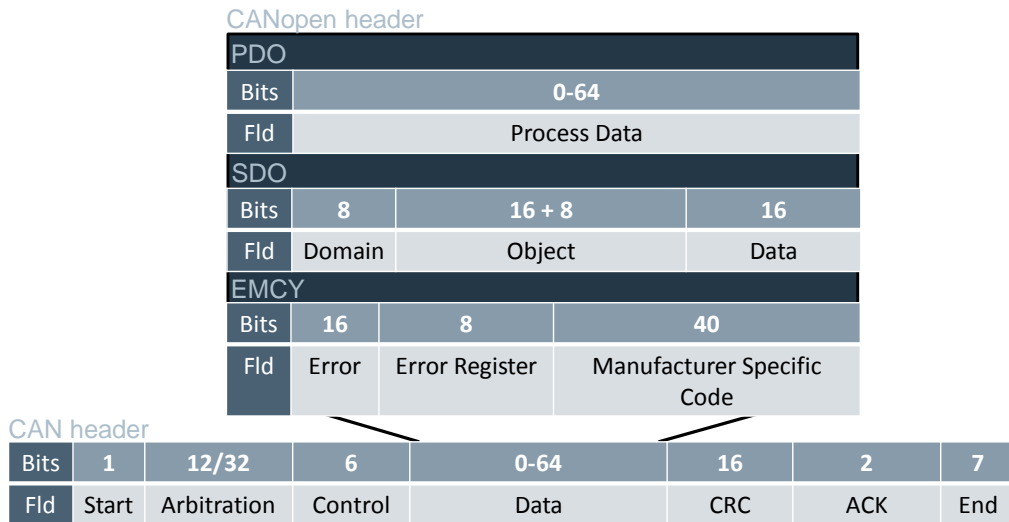 CANopen header
PDO
Bits 0-64
Fld Process Data
SDO
Bits 8 16 + 8 16
Fld Domain Object Data
EMCY
Bits 16 8 40
Fld Error Error Register Manufacturer Specific
Code
CAN header
Bits 1 12/32 6 0-64 16 2 7
Fld Start Arbitration Control Data CRC ACK End